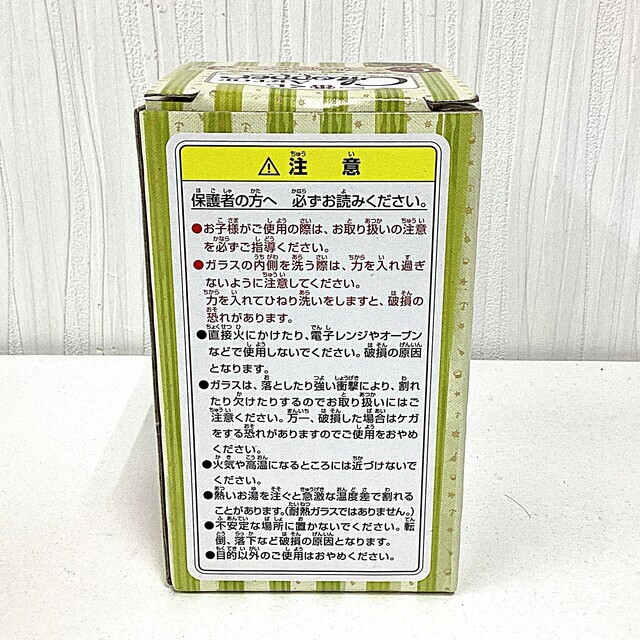 Chopper
⚠ 注意
保護者の方へ 必ずお読みください。
●お子様がご使用の際は、お取り扱いの注意
を必ずご指導ください。
●ガラスの内側を洗う際は、力を入れ過ぎ
ないように注意してください。
力を入れてひねり洗いをしますと、破損の
恐れがあります。
●直接火にかけたり、電子レンジやオーブン
などで使用しないでください。破損の原因
となります。
●ガラスは、落としたり強い衝撃により、割れ
たり欠けたりするのでお取り扱いにはご
注意ください。万一、破損した場合はケガ
をする恐れがありますのでご使用をおやめ
ください。
●火気や高温になるところには近づけないで
ください。
●熱いお湯を注ぐと急激な温度差で割れる
ことがあります。(耐熱ガラスではありません。)
●不安定な場所に置かないでください。転
倒、落下など破損の原因となります。
●目的以外のご使用はおやめください。